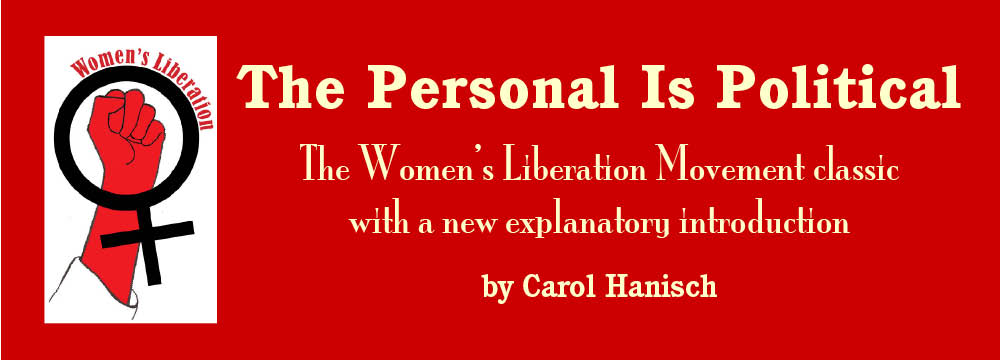 Women's Liberation
The Personal Is Political
The Women's Liberation Movement classic
with a new explanatory introduction
by Carol Hanisch